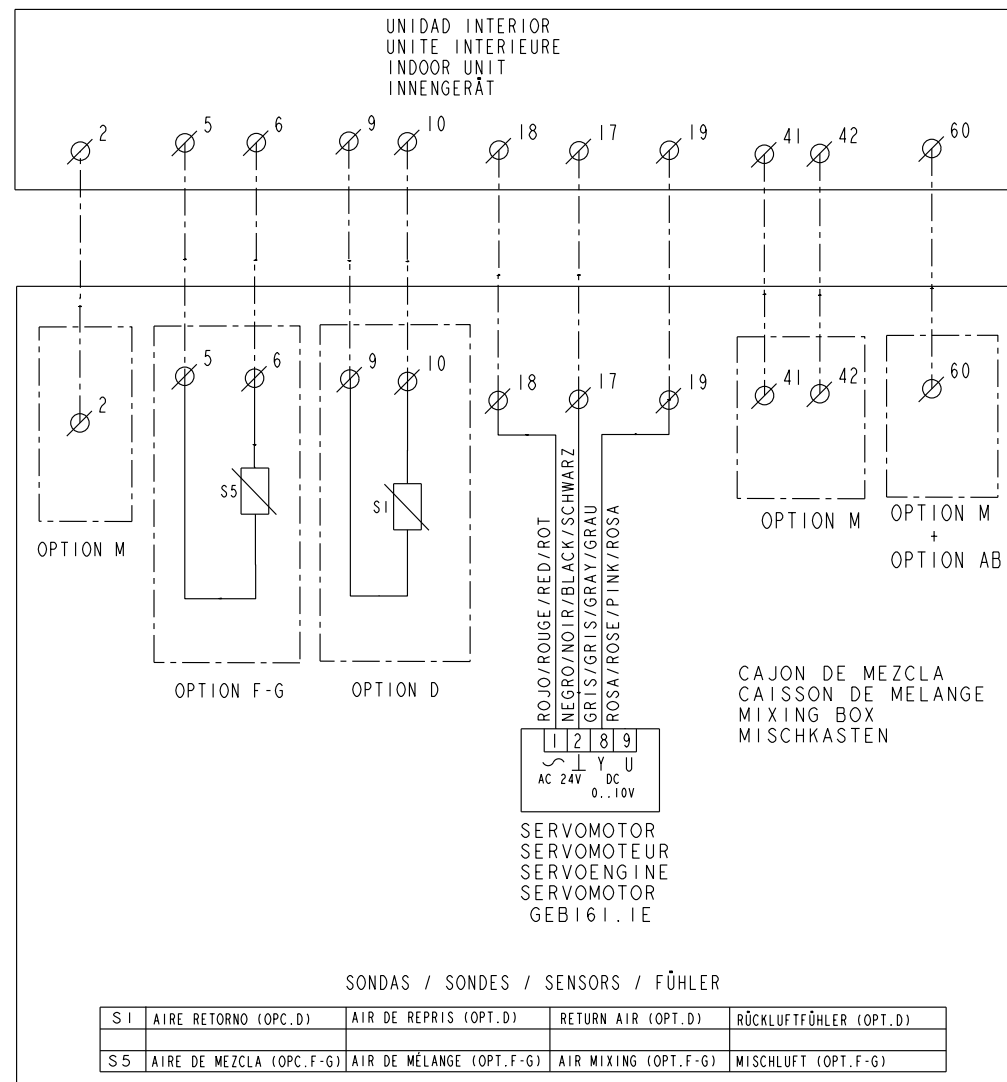 UNIDAD INTERIOR
UNITE INTERIEURE
INDOOR UNIT
INNENGERÄT
2 5 6 9 10 18 17 19 41 42 60
2 5 6 9 10 18 17 19 41 42 60
S5
S1
OPTION M
OPTION F-G
OPTION D
ROJO/ROUGE/RED/ROT
NEGRO/NOIR/BLACK/SCHWARZ
GRIS/GRIS/GRAY/GRAU
ROSA/ROSE/PINK/ROSA
OPTION M
OPTION M
+
OPTION AB
CAJON DE MEZCLA
CAISSON DE MELANGE
MIXING BOX
MISCHKASTEN
1 2 8 9
Y U
AC 24V DC
0..10V
SERVOMOTOR
SERVOMOTEUR
SERVOENGINE
SERVOMOTOR
GEB161.1E
SONDAS / SONDES / SENSORS / FÜHLER
S1 AIRE RETORNO (OPC.D) AIR DE REPRIS (OPT.D) RETURN AIR (OPT.D) RÜCKLUFTFÜHLER (OPT.D)
S5 AIRE DE MEZCLA (OPC.F-G) AIR DE MÉLANGE (OPT.F-G) AIR MIXING (OPT.F-G) MISCHLUFT (OPT.F-G)